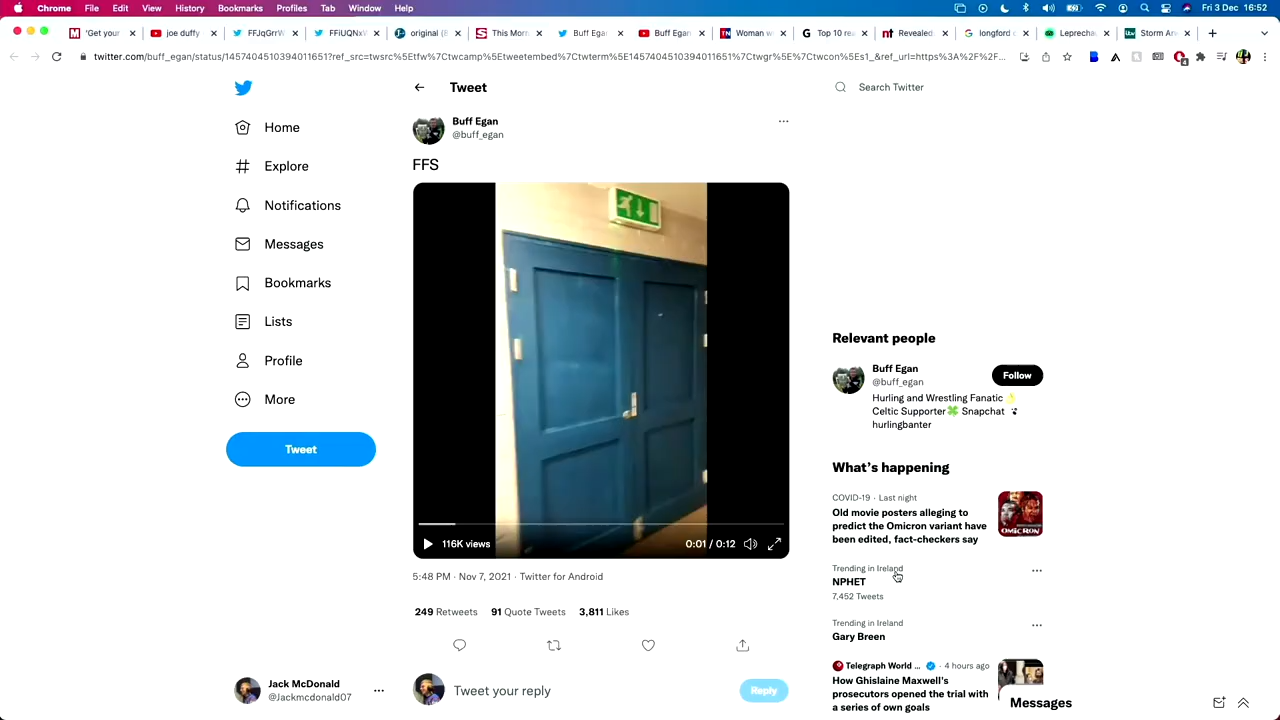 Chrome File Edit View History Bookmarks Profiles Tab Window Help Fri 3 Dec 16:52
'Get your joe duffy FFJqGrrW FFiUQNxV original (8 This Morn Buff Ega Buff Egan Woman w Top 10 re Revealed. longford c Leprecha Storm Ar
twitter.com/buff_egan/status/1457404510394011651?ref_src=twsrc%5Etfw%7Ctwcamp%5Etweetembed%7Ctwterm%5E1457404510394011651%7Ctwgr%5E%7Ctwcon%5Es1_&ref_url=https%3A%2F%2F...
Tweet
Search Twitter
Home
Explore
Notifications
Messages
Bookmarks
Lists
Profile
More
Tweet
Jack McDonald
@Jackmcdonald07
Buff Egan
@buff_egan
FFS
116K views
0:01 / 0:12
5:48 PM · Nov 7, 2021 · Twitter for Android
249 Retweets 91 Quote Tweets 3,811 Likes
Tweet your reply
Reply
Relevant people
Buff Egan
@buff_egan
Follow
Hurling and Wrestling Fanatic
Celtic Supporter Snapchat
hurlingbanter
What's happening
COVID-19 · Last night
Old movie posters alleging to
predict the Omicron variant have
been edited, fact-checkers say
OMICRON
Trending in Ireland
NPHET
7,452 Tweets
Trending in Ireland
Gary Breen
Telegraph World ... · 4 hours ago
How Ghislaine Maxwell's
prosecutors opened the trial with
a series of own goals
Messages